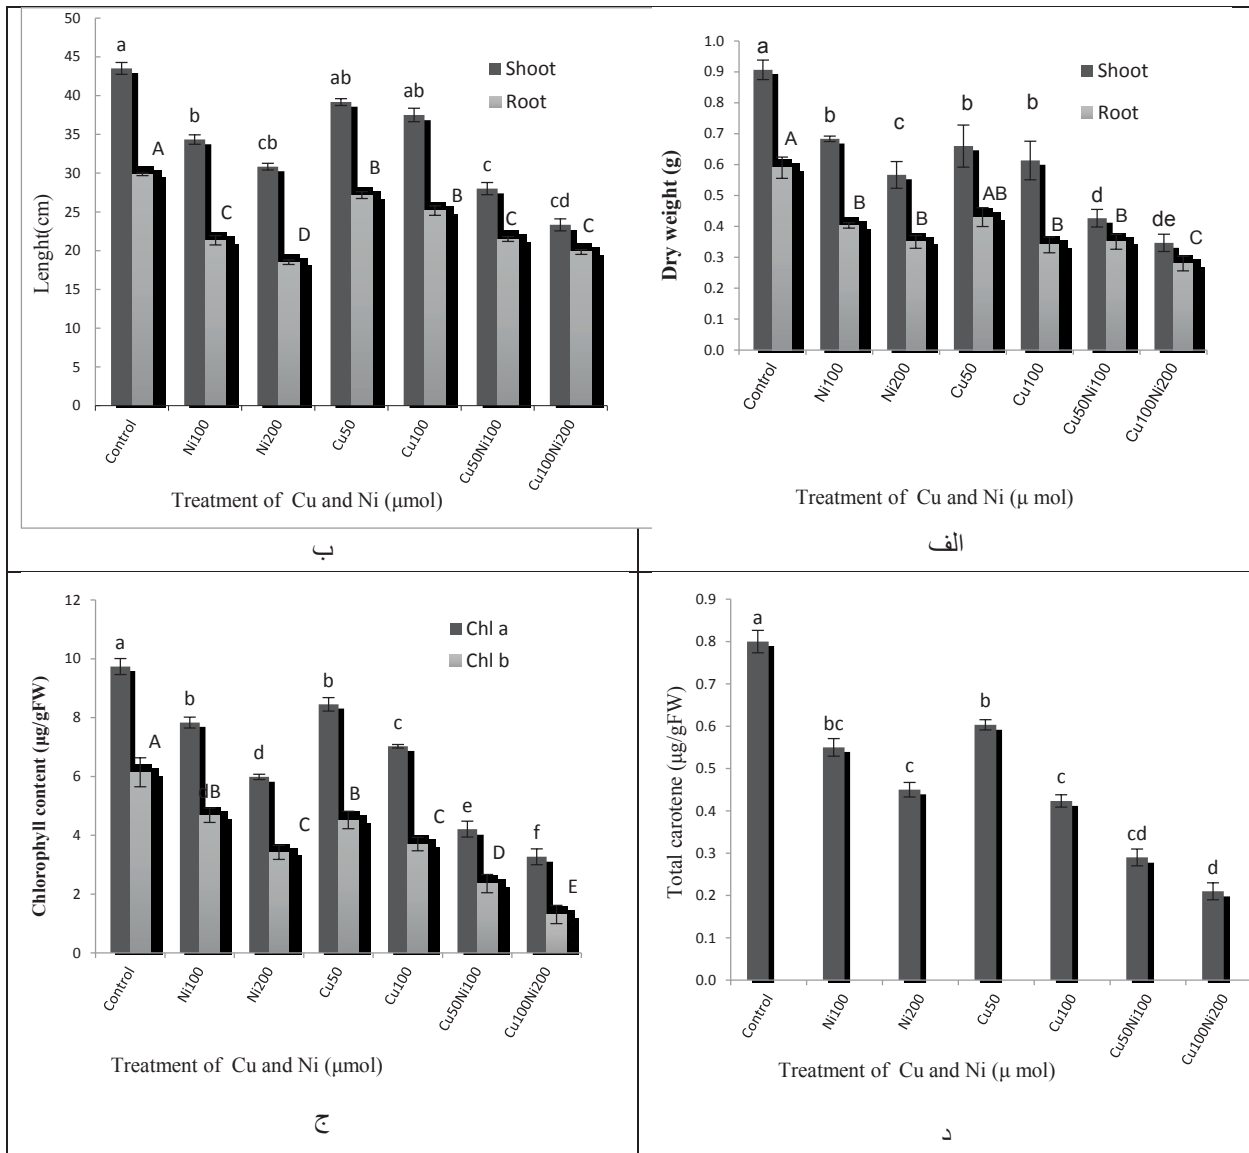 50
45
40
35
30
25
20
15
10
5
0
Lenght(cm)
Shoot
Root
a
A
b
C
cb
D
ab
B
ab
B
c
C
cd
C
Control
Ni100
Ni200
Cu50
Cu100
Cu50Ni100
Cu100Ni200
Treatment of Cu and Ni (µmol)
ب
1.0
0.9
0.8
0.7
0.6
0.5
0.4
0.3
0.2
0.1
0.0
Dry weight (g)
Shoot
Root
a
A
b
B
c
B
b
AB
b
B
d
B
de
C
Control
Ni100
Ni200
Cu50
Cu100
Cu50Ni100
Cu100Ni200
Treatment of Cu and Ni (µ mol)
الف
12
10
8
6
4
2
0
Chlorophyll content (µg/gFW)
Chl a
Chl b
a
A
b
dB
d
C
b
B
c
C
e
D
f
E
Control
Ni100
Ni200
Cu50
Cu100
Cu50Ni100
Cu100Ni200
Treatment of Cu and Ni (µmol)
ج
0.9
0.8
0.7
0.6
0.5
0.4
0.3
0.2
0.1
0.0
Total carotene (µg/gFW)
a
bc
c
b
c
cd
d
Control
Ni100
Ni200
Cu50
Cu100
Cu50Ni100
Cu100Ni200
Treatment of Cu and Ni (µ mol)
د